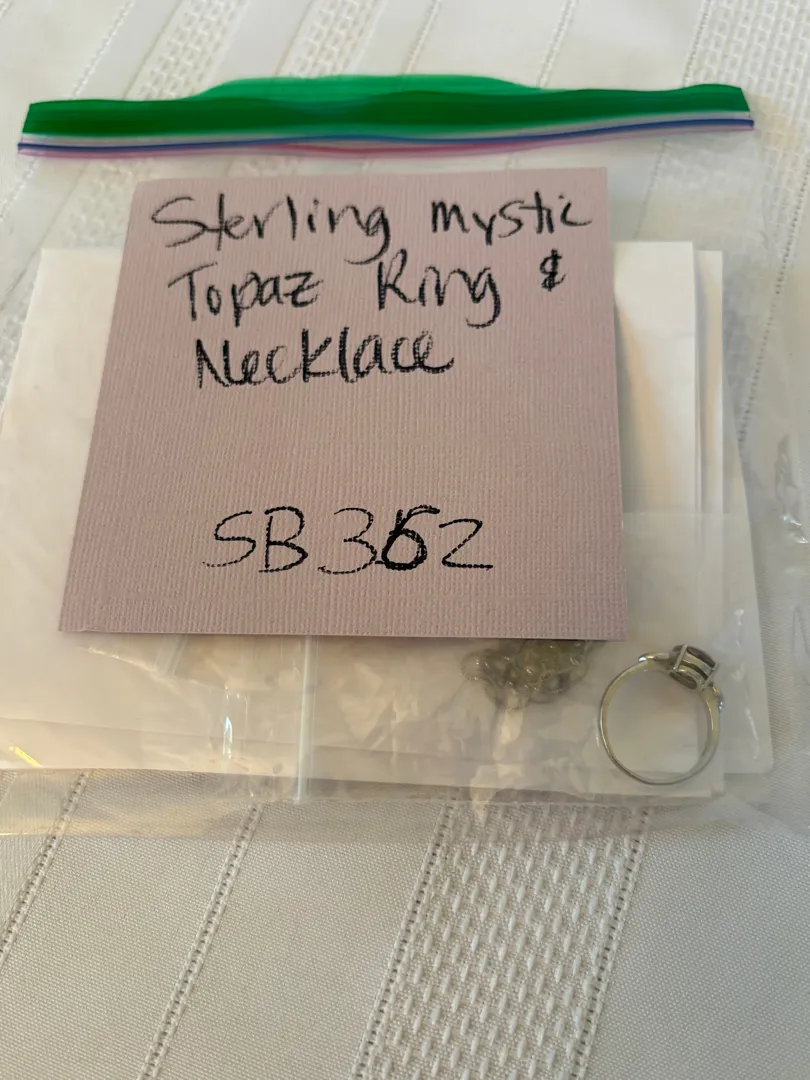 Sterling mystic
Topaz Ring &
Necklace
SB362